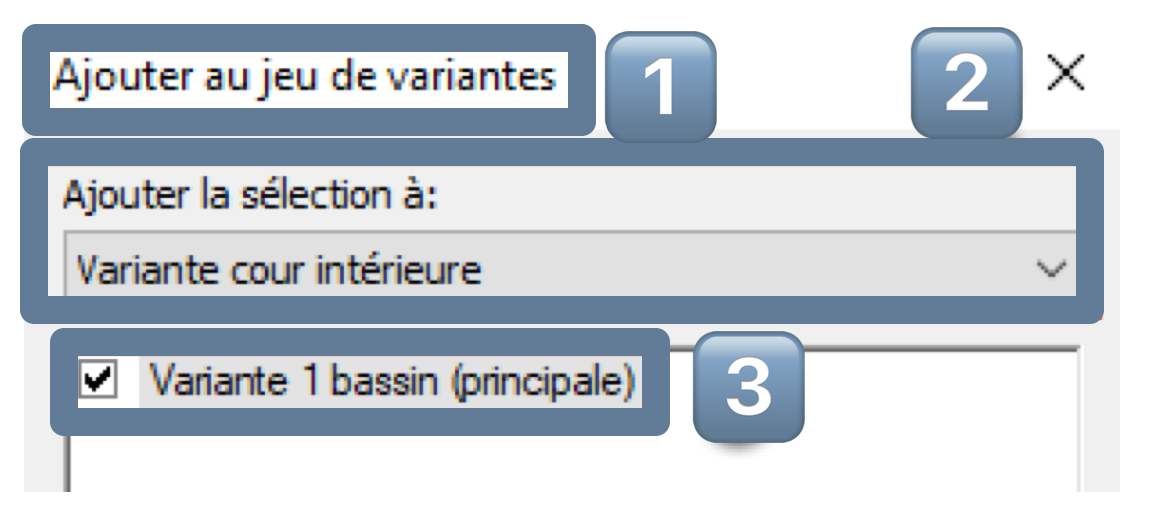 Ajouter au jeu de variantes 1 2
Ajouter la sélection à:
Variante cour intérieure
Variante 1 bassin (principale) 3